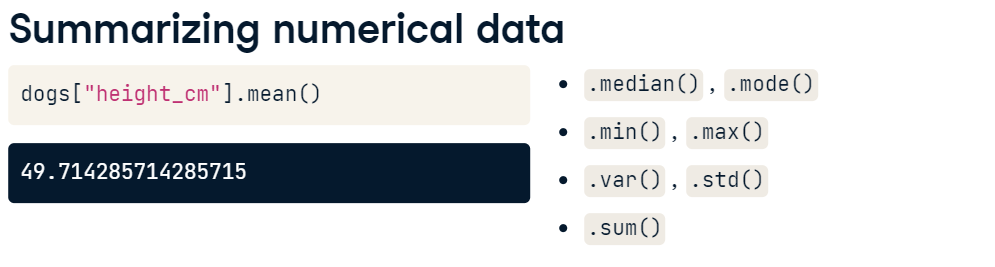 Summarizing numerical data
dogs["height_cm"].mean()
49.714285714285715
• .median() , .mode()
• .min() , .max()
• .var() , .std()
• .sum()